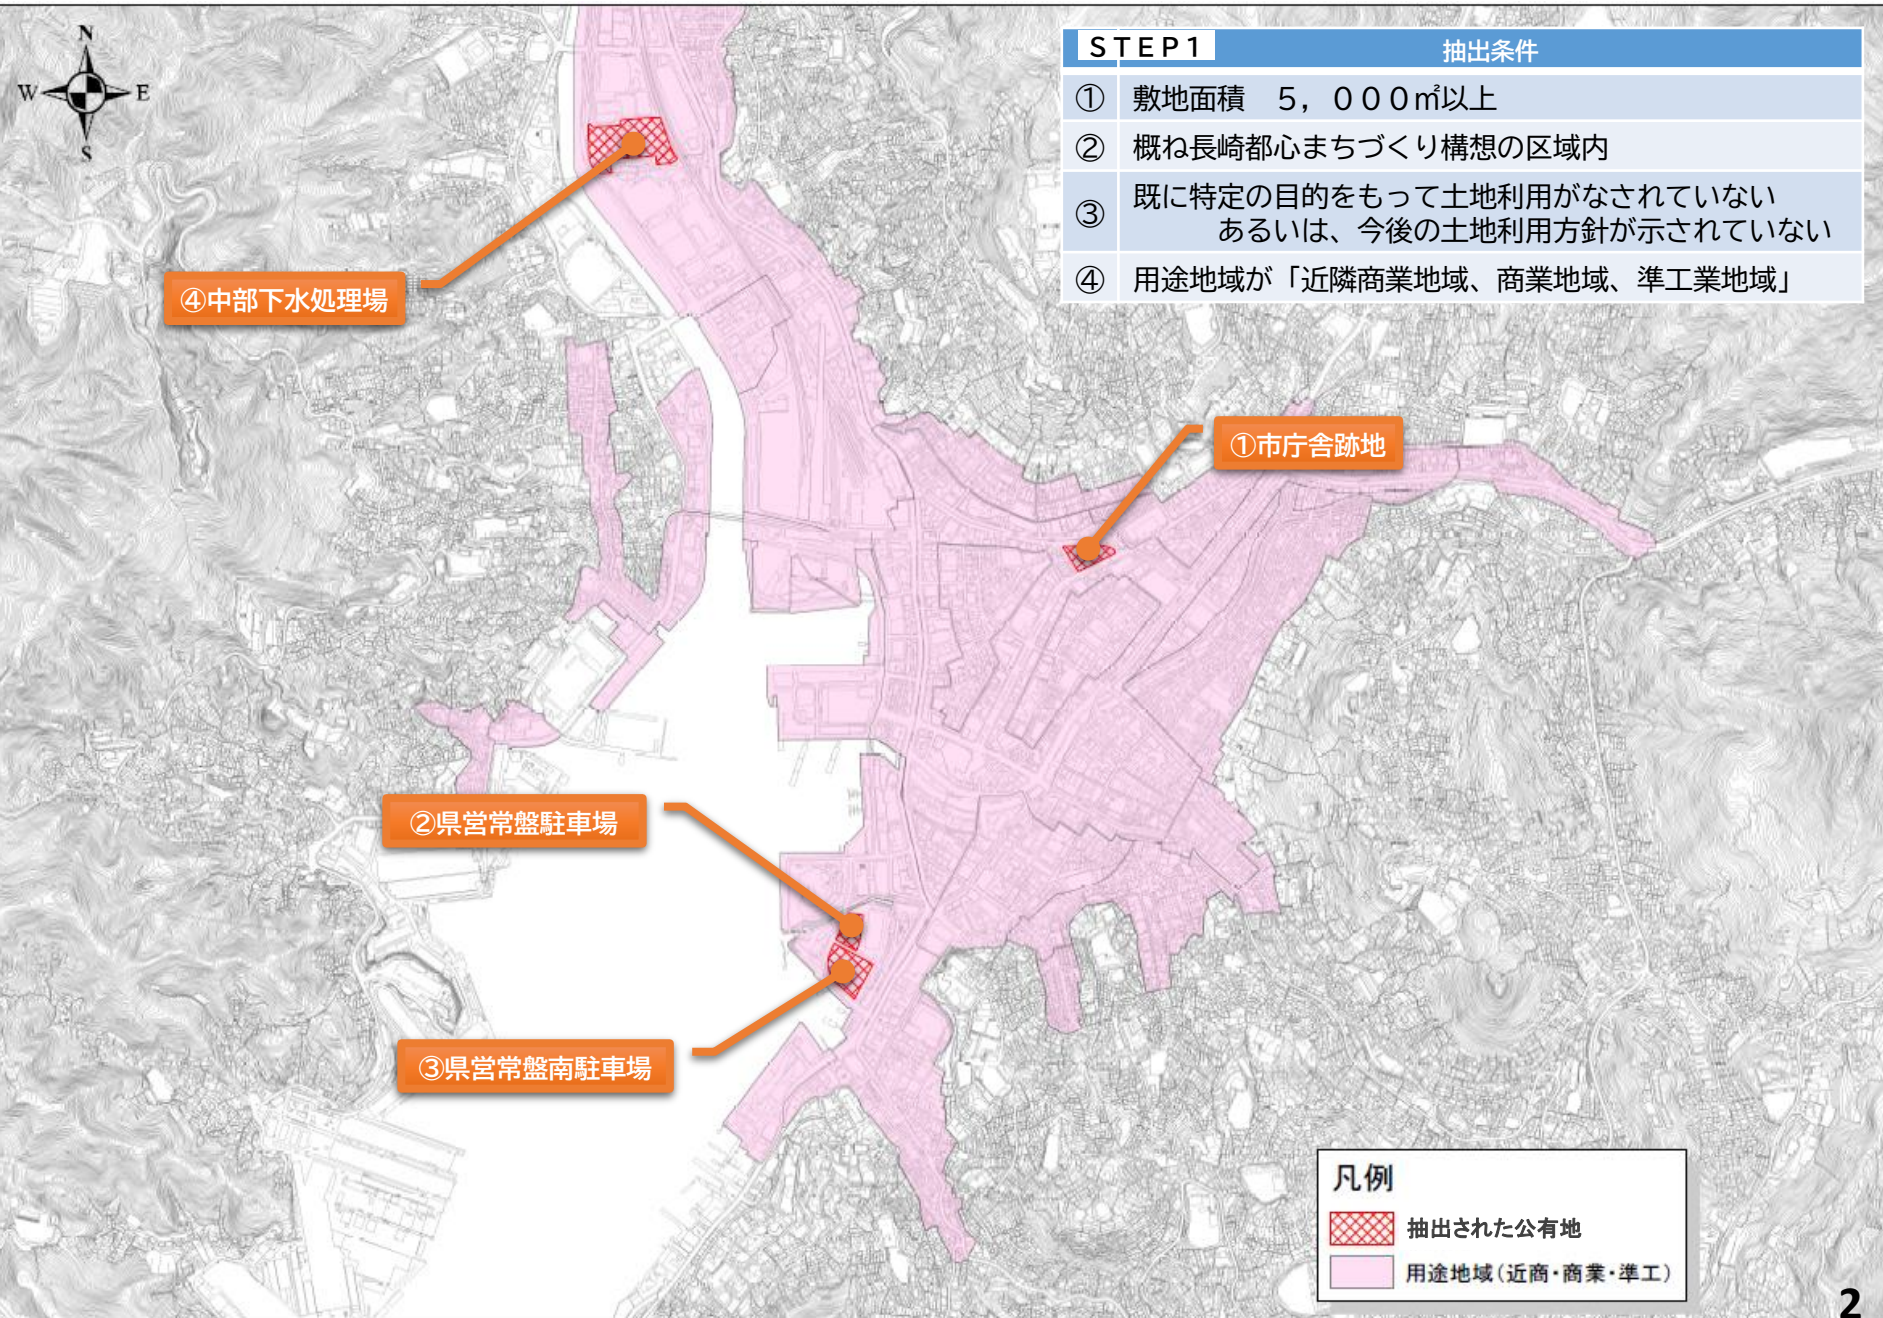 N
W E
S
STEP1 抽出条件
① 敷地面積 5,000㎡以上
② 概ね長崎都心まちづくり構想の区域内
③ 既に特定の目的をもって土地利用がなされていない
あるいは、今後の土地利用方針が示されていない
④ 用途地域が「近隣商業地域、商業地域、準工業地域」
④中部下水処理場
①市庁舎跡地
②県営常盤駐車場
③県営常盤南駐車場
凡例
抽出された公有地
用途地域(近商・商業・準工)
2